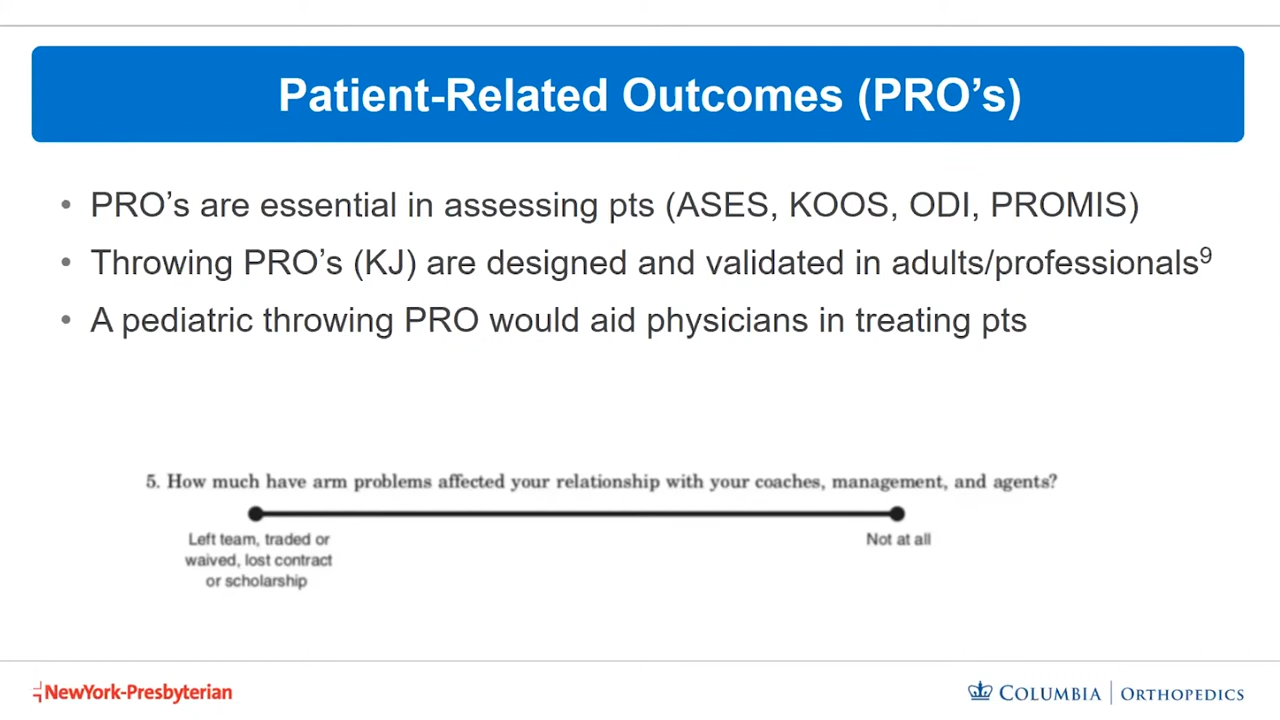 Patient-Related Outcomes (PRO’s)
• PRO’s are essential in assessing pts (ASES, KOOS, ODI, PROMIS)
• Throwing PRO’s (KJ) are designed and validated in adults/professionals⁹
• A pediatric throwing PRO would aid physicians in treating pts
5. How much have arm problems affected your relationship with your coaches, management, and agents?
Left team, traded or
waived, lost contract
or scholarship
Not at all
NewYork-Presbyterian
COLUMBIA | ORTHOPEDICS